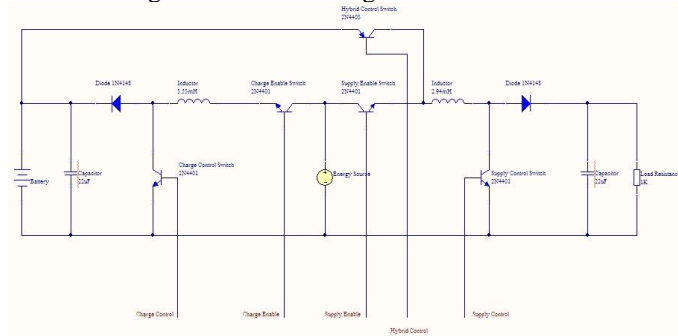 Hybrid Control Switch
2N4403
Diode 1N4148
Inductor
3.55mH
Charge Enable Switch
2N4401
Supply Enable Switch
2N4401
Inductor
2.94mH
Diode 1N4148
Battery
Capacitor
22uF
Charge Control Switch
2N4401
Energy Source
Supply Control Switch
2N4401
Capacitor
22uF
Load Resistance
1K
Charge Control
Charge Enable
Supply Enable
Hybrid Control
Supply Control